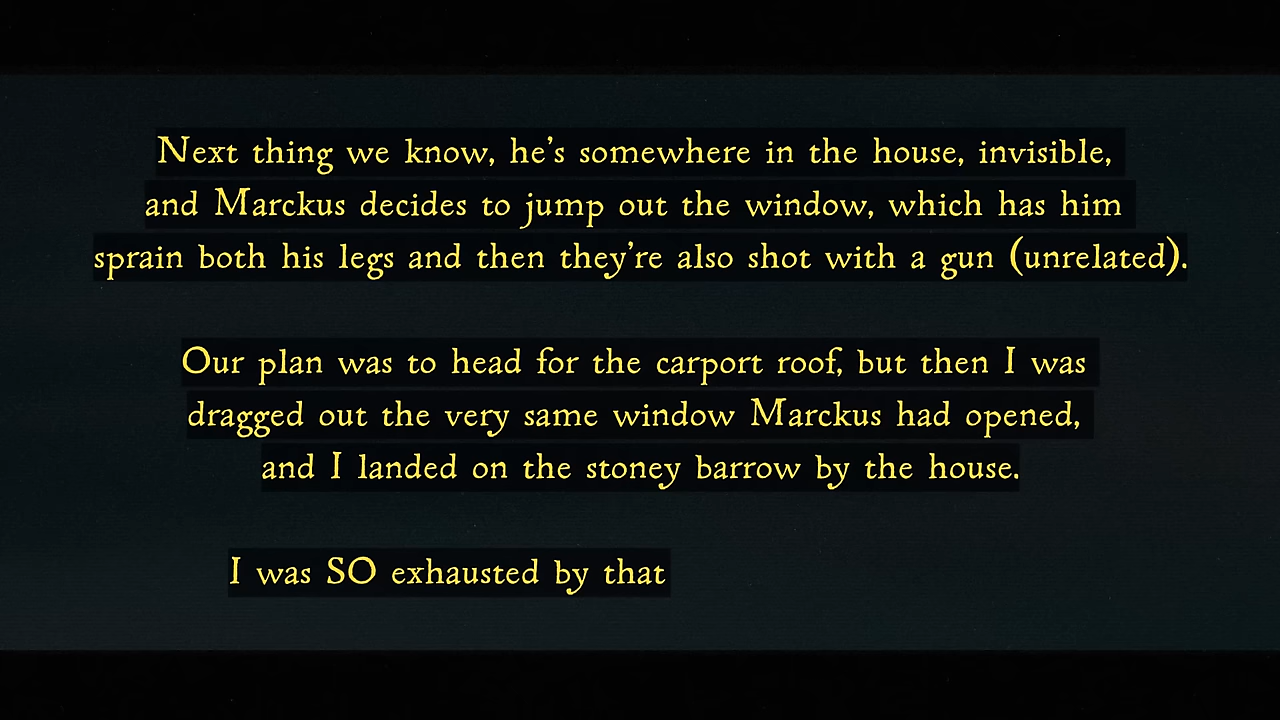 Next thing we know, he's somewhere in the house, invisible,
and Marckus decides to jump out the window, which has him
sprain both his legs and then they're also shot with a gun (unrelated).
Our plan was to head for the carport roof, but then I was
dragged out the very same window Marckus had opened,
and I landed on the stoney barrow by the house.
I was SO exhausted by that